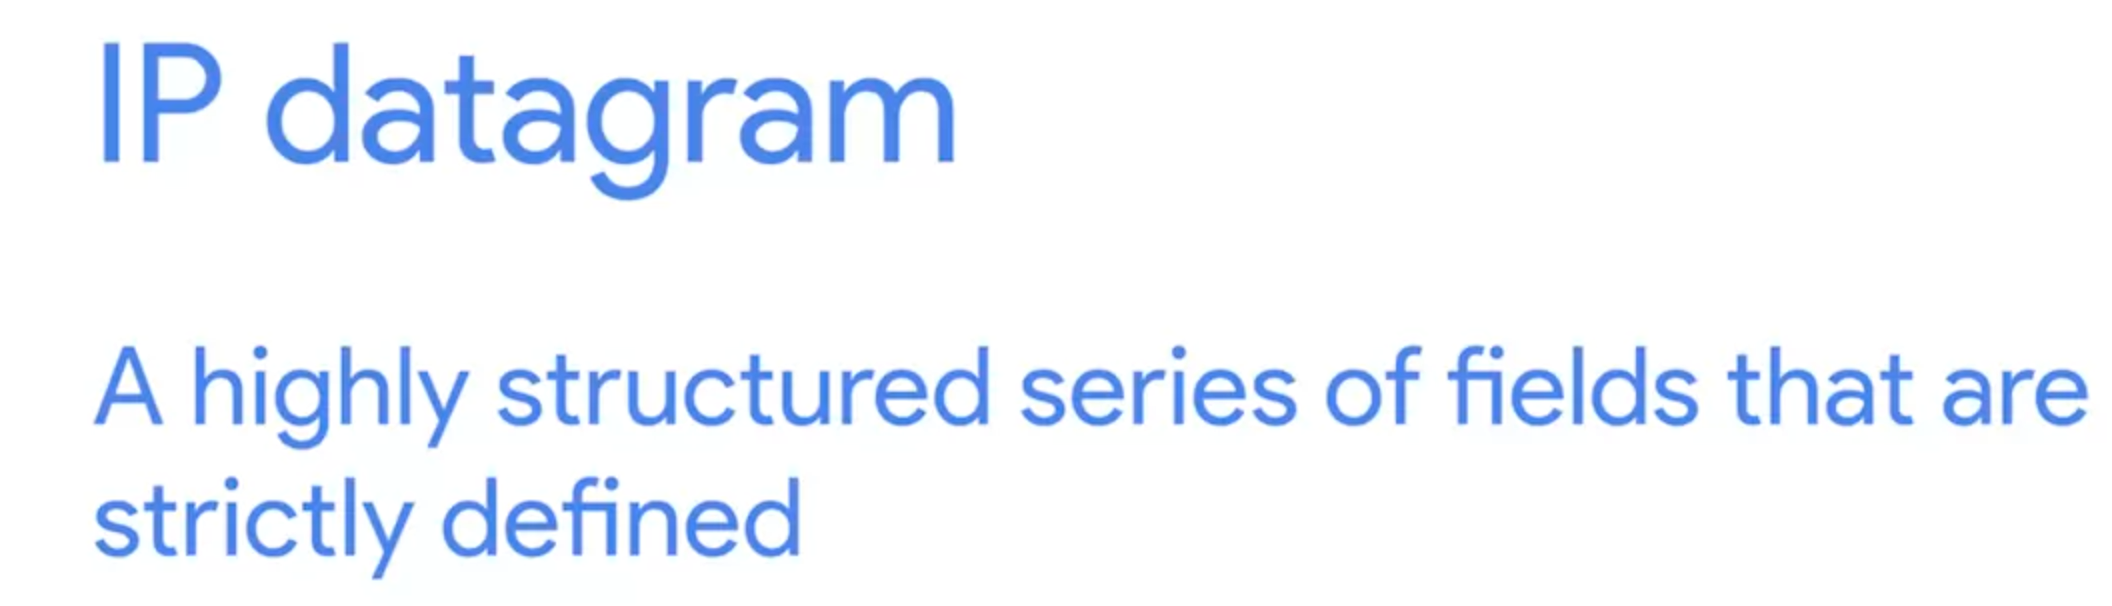 IP datagram
A highly structured series of fields that are
strictly defined